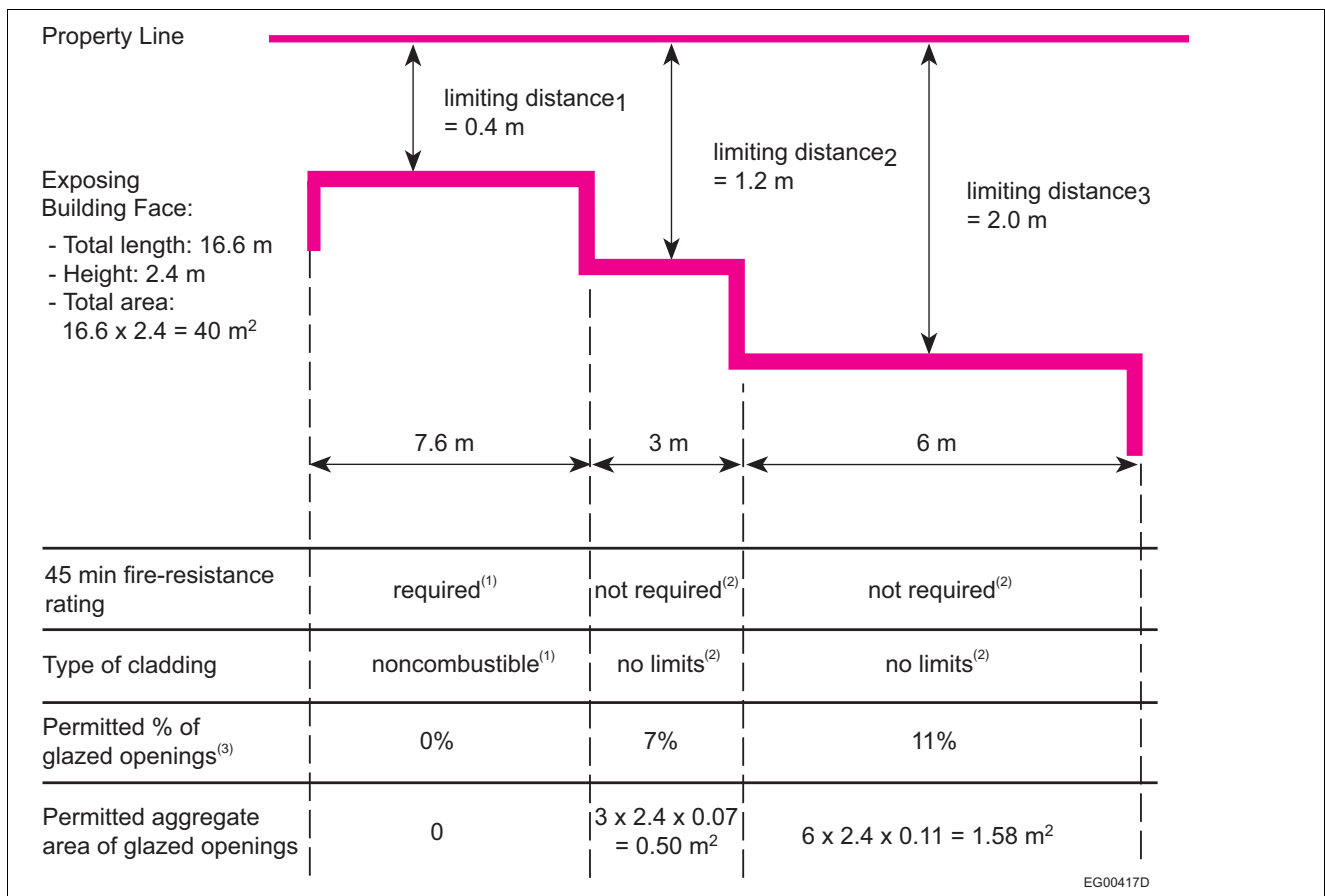 Property Line
limiting distance1
= 0.4 m
limiting distance2
= 1.2 m
limiting distance3
= 2.0 m
Exposing
Building Face:
- Total length: 16.6 m
- Height: 2.4 m
- Total area:
16.6 x 2.4 = 40 m²
7.6 m
3 m
6 m
45 min fire-resistance
rating
required(1)
not required(2)
not required(2)
Type of cladding
noncombustible(1)
no limits(2)
no limits(2)
Permitted % of
glazed openings(3)
0%
7%
11%
Permitted aggregate
area of glazed openings
0
3 x 2.4 x 0.07
= 0.50 m²
6 x 2.4 x 0.11 = 1.58 m²
EG00417D